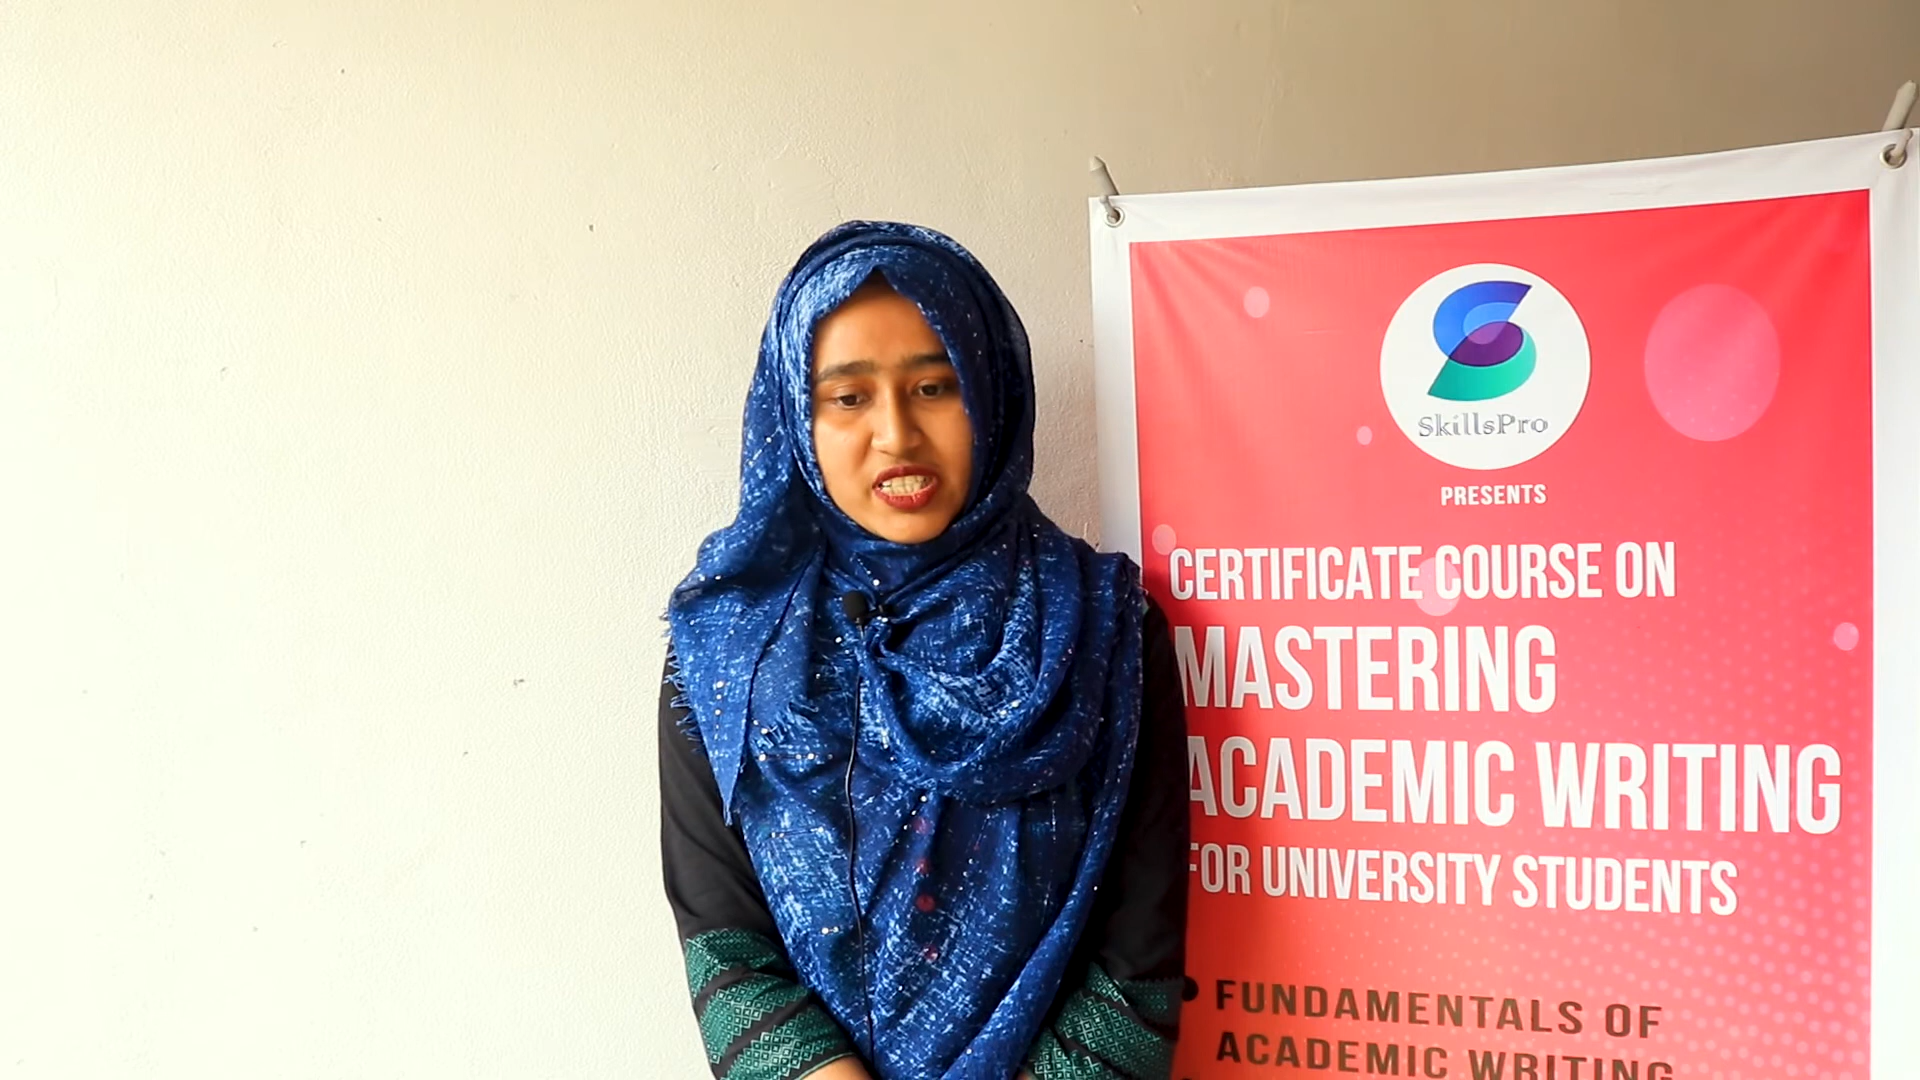 SkillsPro
PRESENTS
CERTIFICATE COURSE ON
MASTERING
ACADEMIC WRITING
FOR UNIVERSITY STUDENTS
• FUNDAMENTALS OF
ACADEMIC WRITING